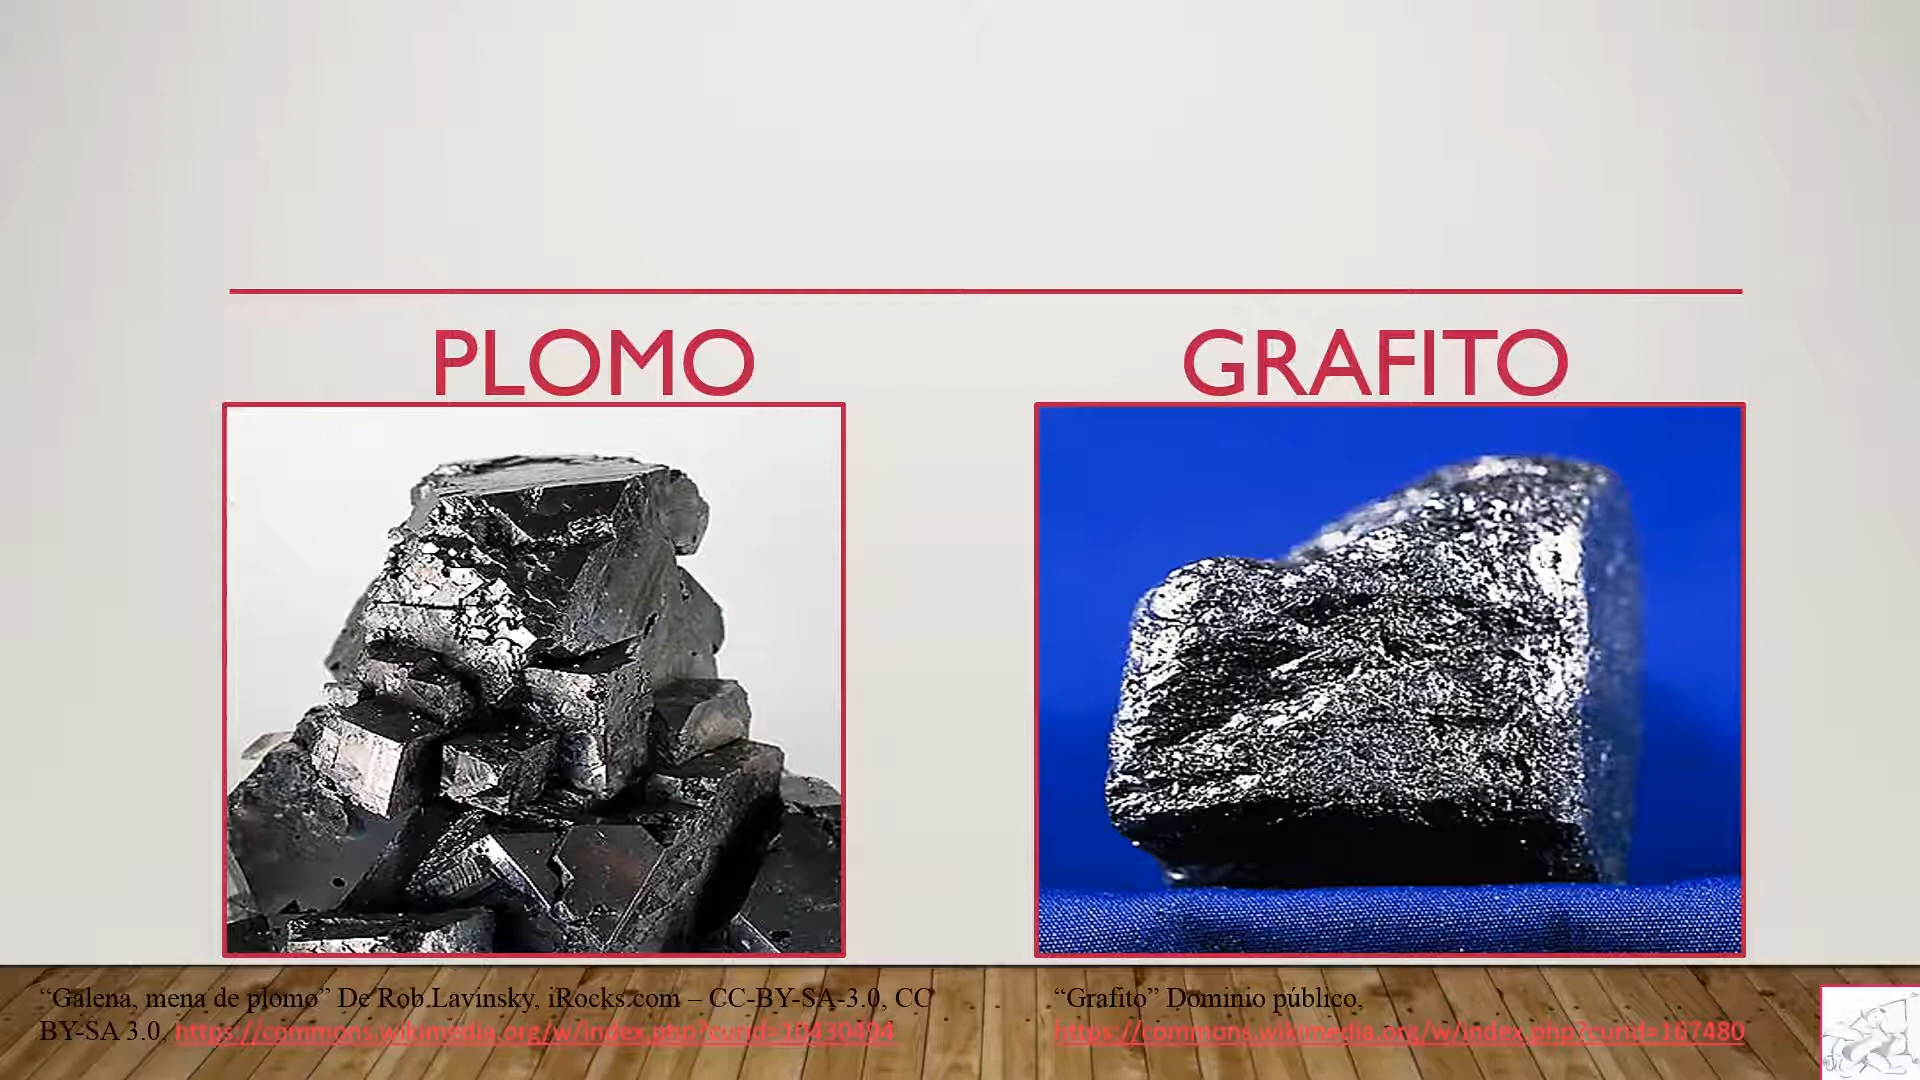 PLOMO
GRAFITO
“Galena, mena de plomo” De Rob Lavinsky, iRocks.com – CC-BY-SA-3.0, CC
BY-SA 3.0, https://commons.wikimedia.org/w/index.php?curid=10430494
“Grafito” Dominio público,
https://commons.wikimedia.org/w/index.php?curid=167480